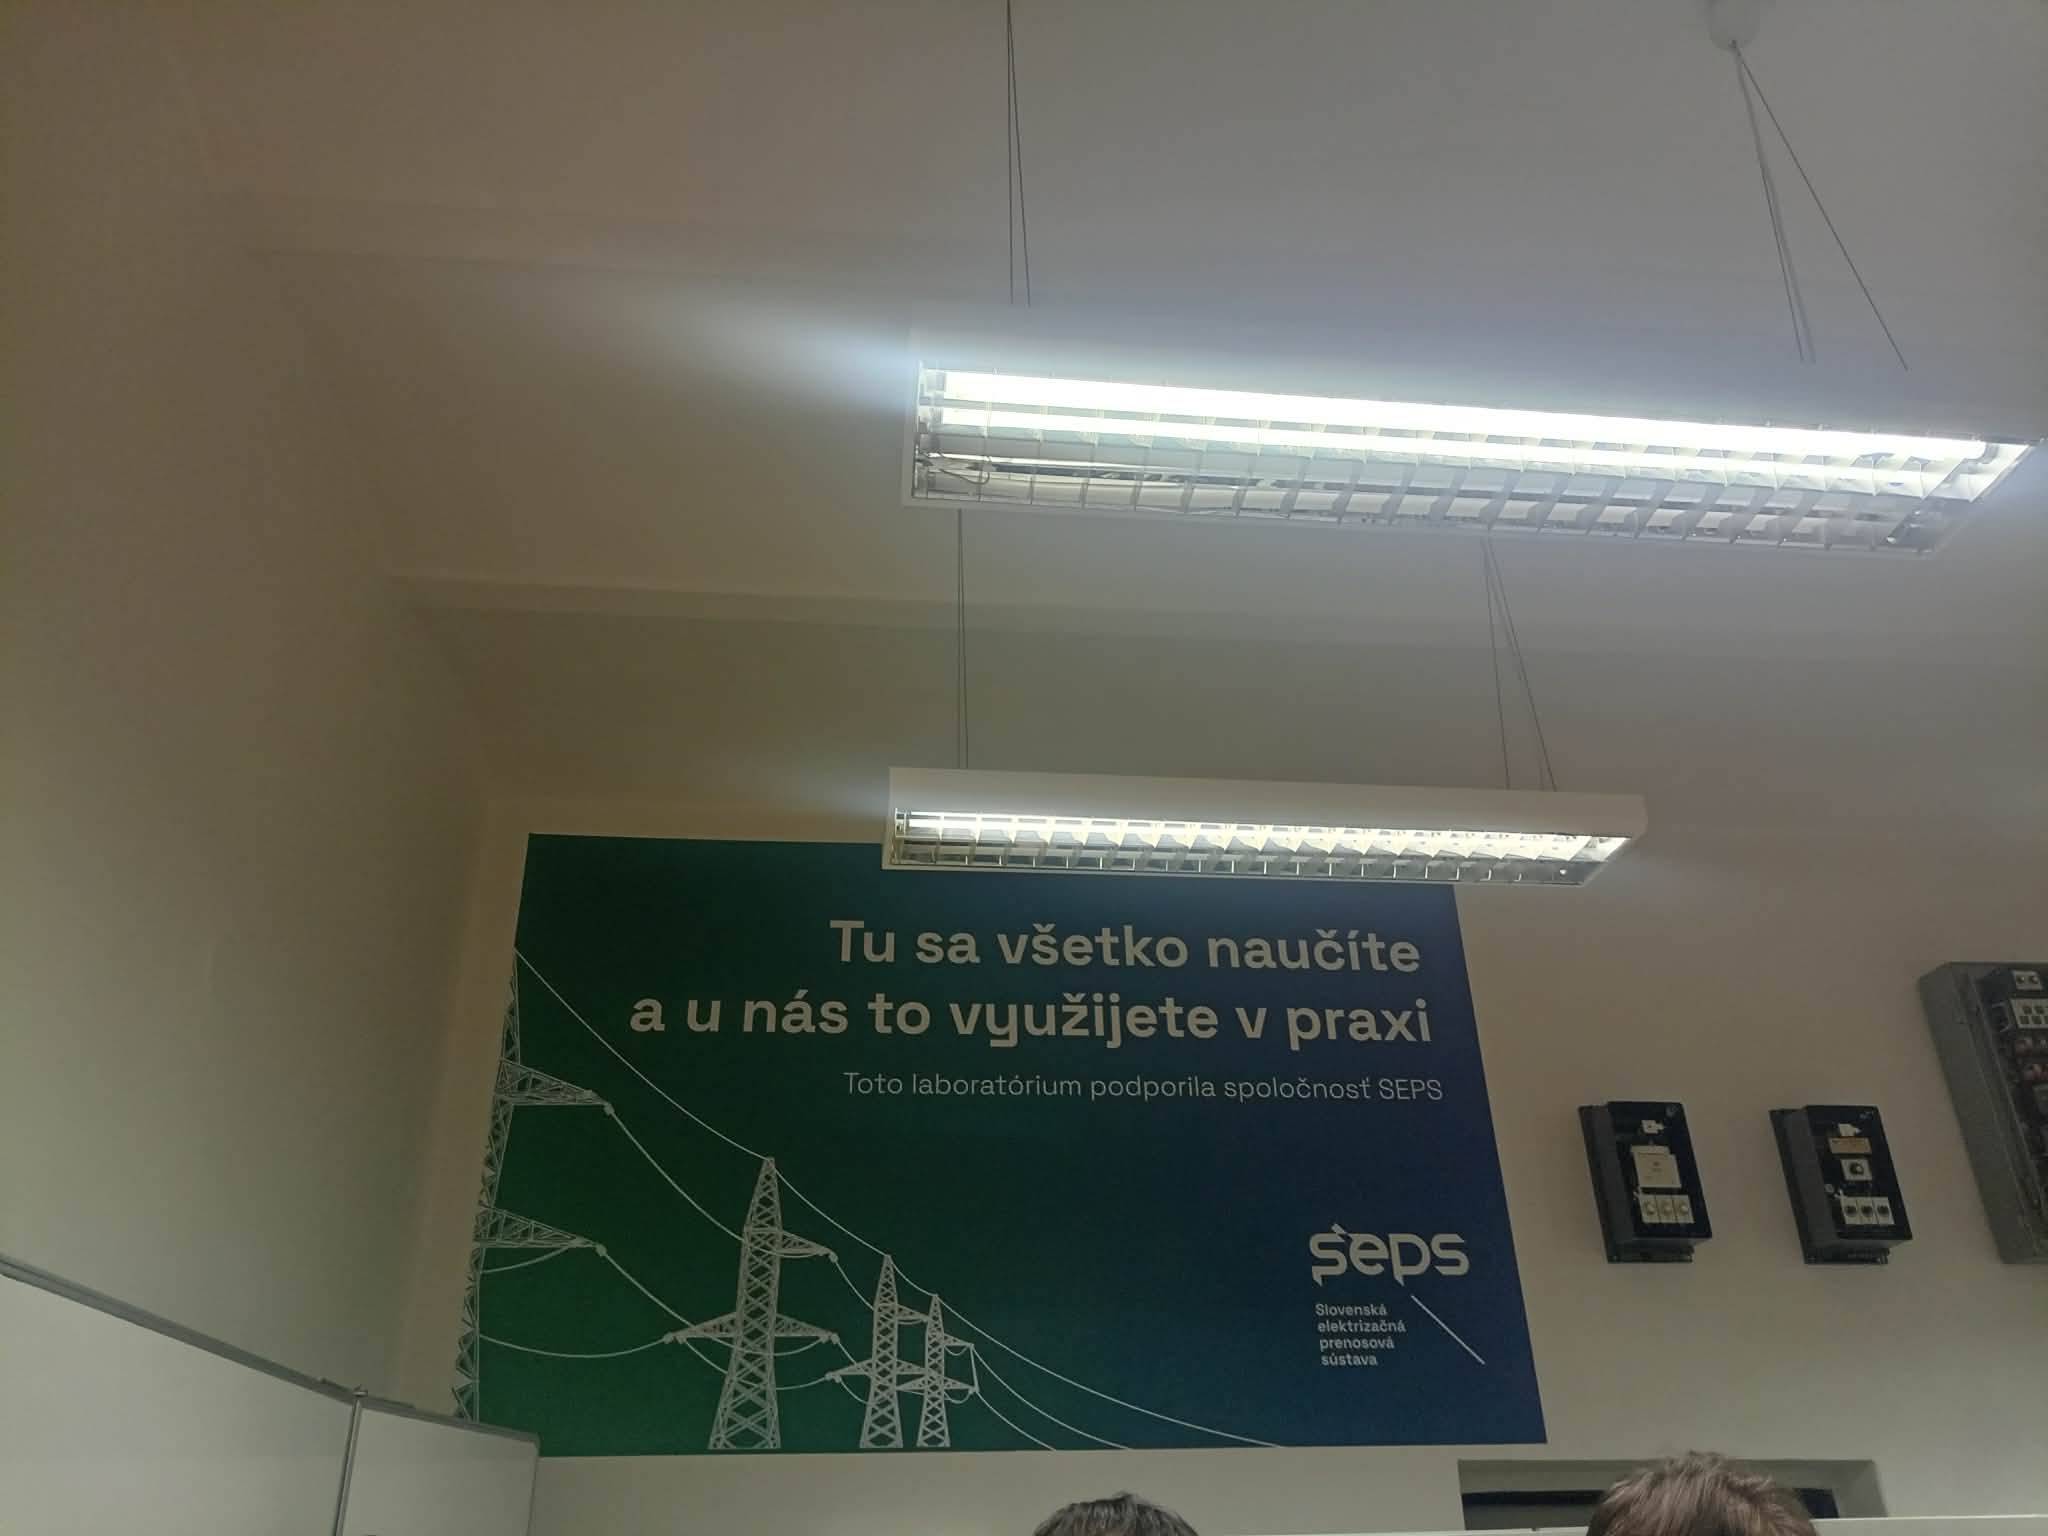 Tu sa všetko naučíte
a u nás to využijete v praxi
Toto laboratórium podporila spoločnosť SEPS
seps
Slovenská
elektrizačná
prenosová
sústava